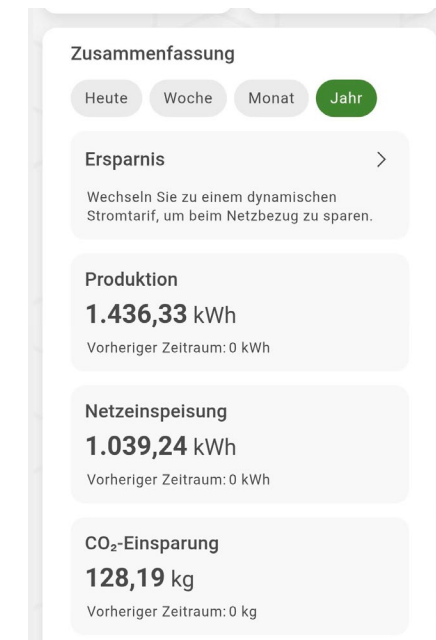 Zusammenfassung
Heute Woche Monat Jahr
Ersparnis
Wechseln Sie zu einem dynamischen
Stromtarif, um beim Netzbezug zu sparen.
Produktion
1.436,33 kWh
Vorheriger Zeitraum: 0 kWh
Netzeinspeisung
1.039,24 kWh
Vorheriger Zeitraum: 0 kWh
CO₂-Einsparung
128,19 kg
Vorheriger Zeitraum: 0 kg